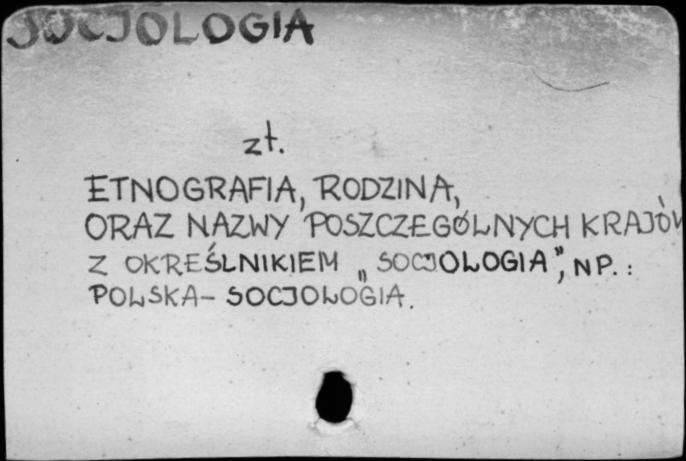 SOCJOLOGIA
zł.
ETNOGRAFIA, RODZINA,
ORAZ NAZWY POSZCZEGÓLNYCH KRAJÓW
Z OKREŚLNIKIEM „SOCJOLOGIA”, NP.:
POLSKA – SOCJOLOGIA.